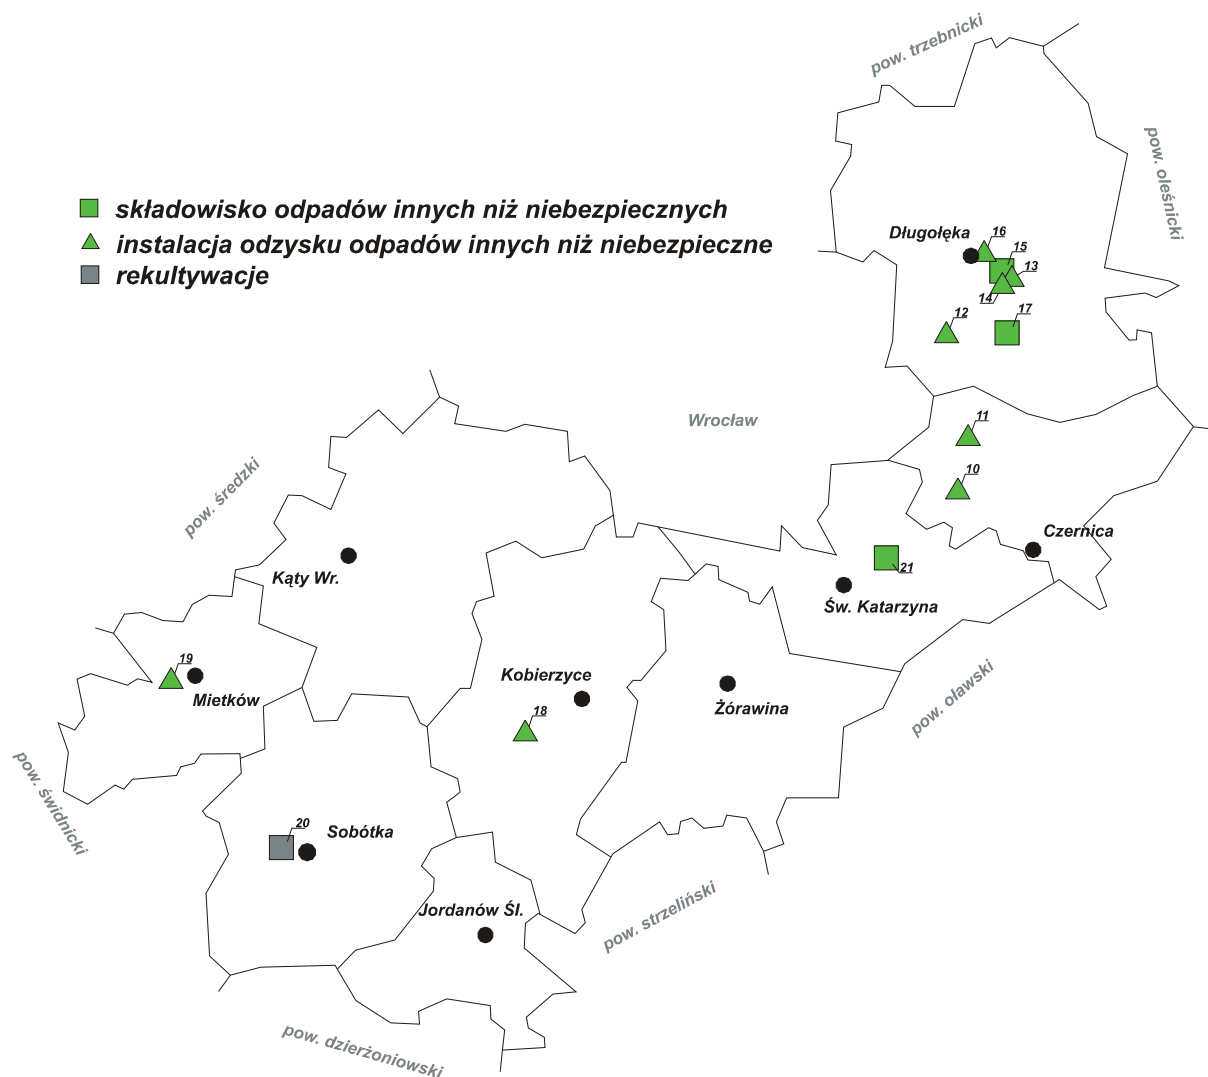 pow. trzebnicki
pow. oleśnicki
składowisko odpadów innych niż niebezpiecznych
instalacja odzysku odpadów innych niż niebezpieczne
rekultywacje
Długołęka
16
15
13
14
17
12
Wrocław
11
10
pow. średzki
Czernica
Kąty Wr.
21
Św. Katarzyna
19
Mietków
Kobierzyce
18
Żórawina
pow. oławski
pow. świdnicki
20
Sobótka
Jordanów Śl.
pow. strzeliński
pow. dzierżoniowski